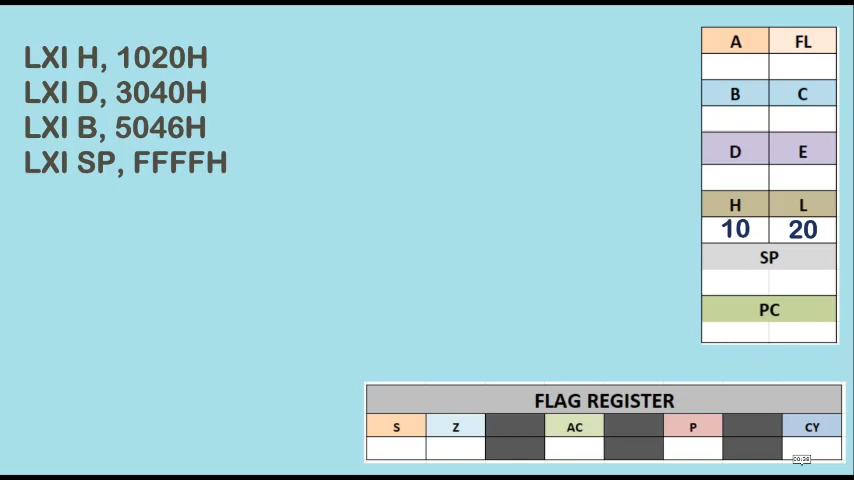 LXI H, 1020H
LXI D, 3040H
LXI B, 5046H
LXI SP, FFFFH
A FL
B C
D E
H L
10 20
SP
PC
FLAG REGISTER
S Z AC P CY